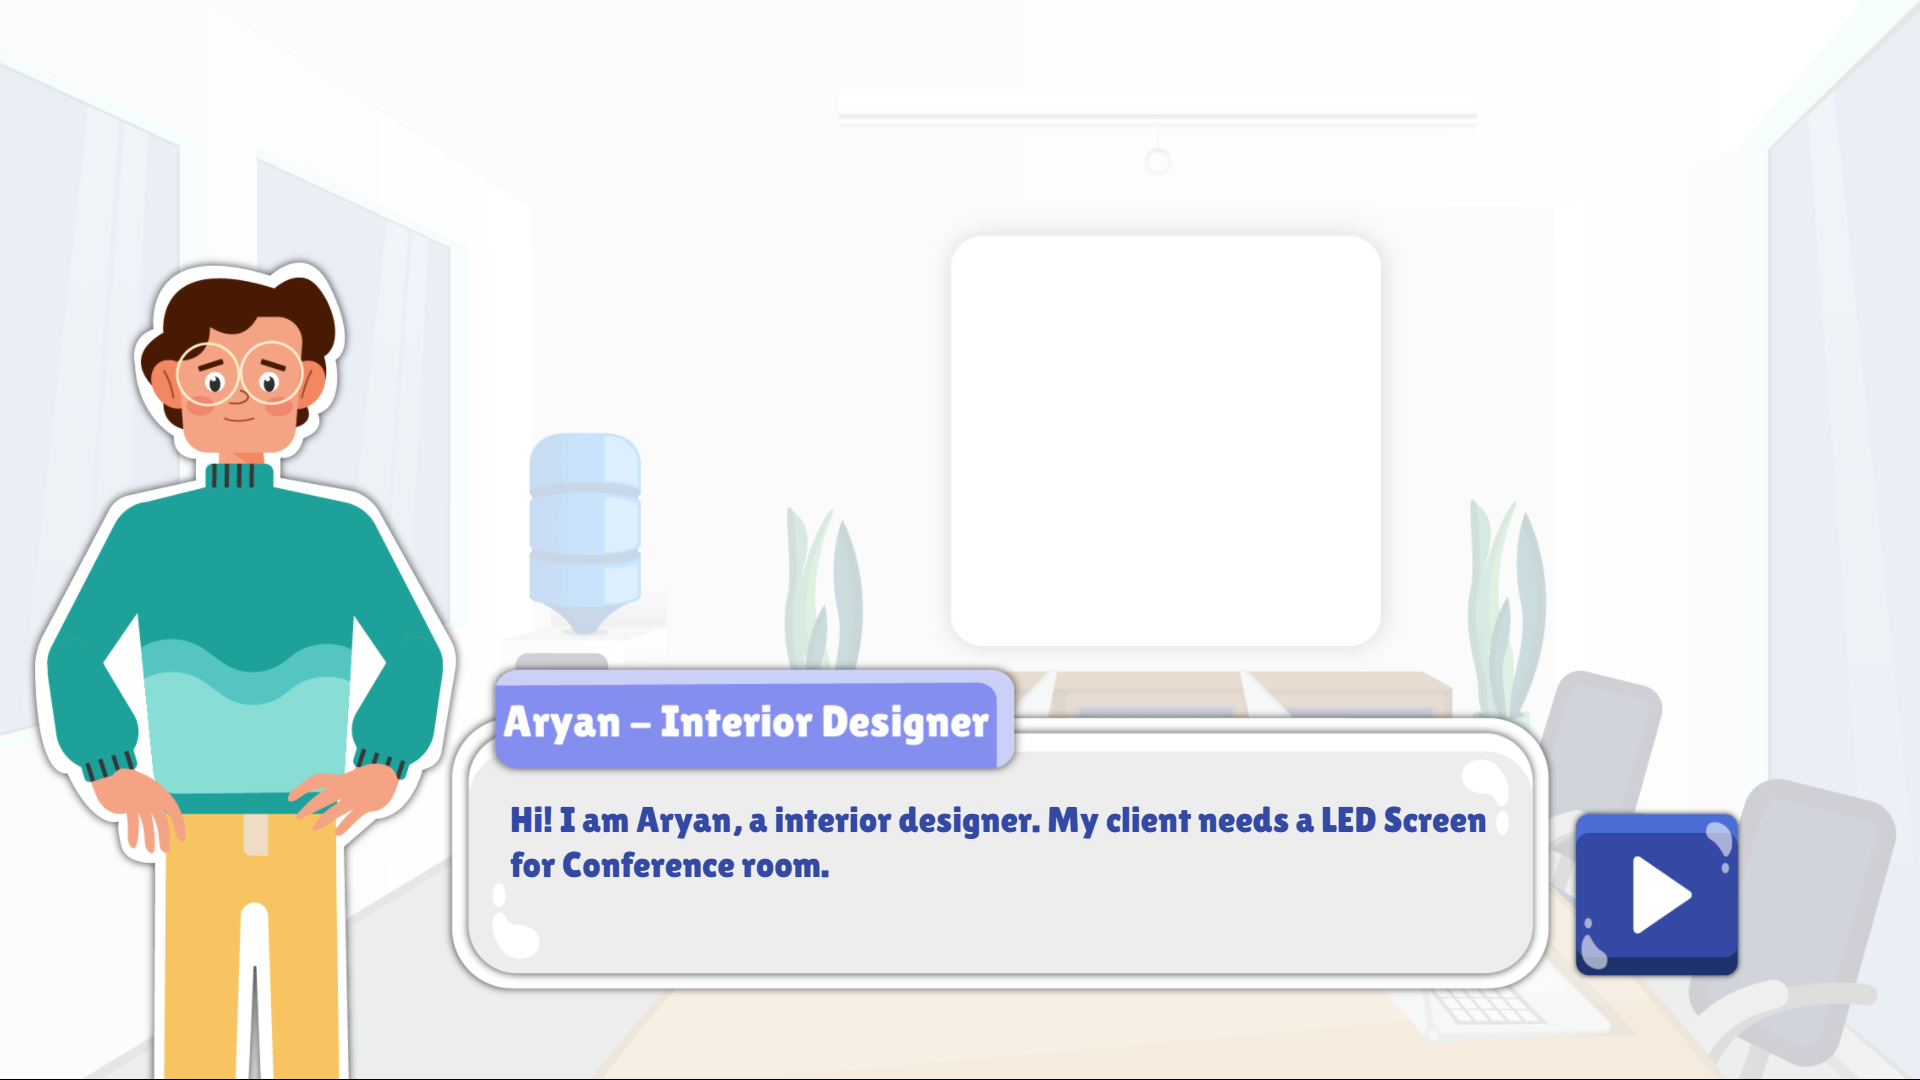 Aryan – Interior Designer
Hi! I am Aryan, a interior designer. My client needs a LED Screen
for Conference room.